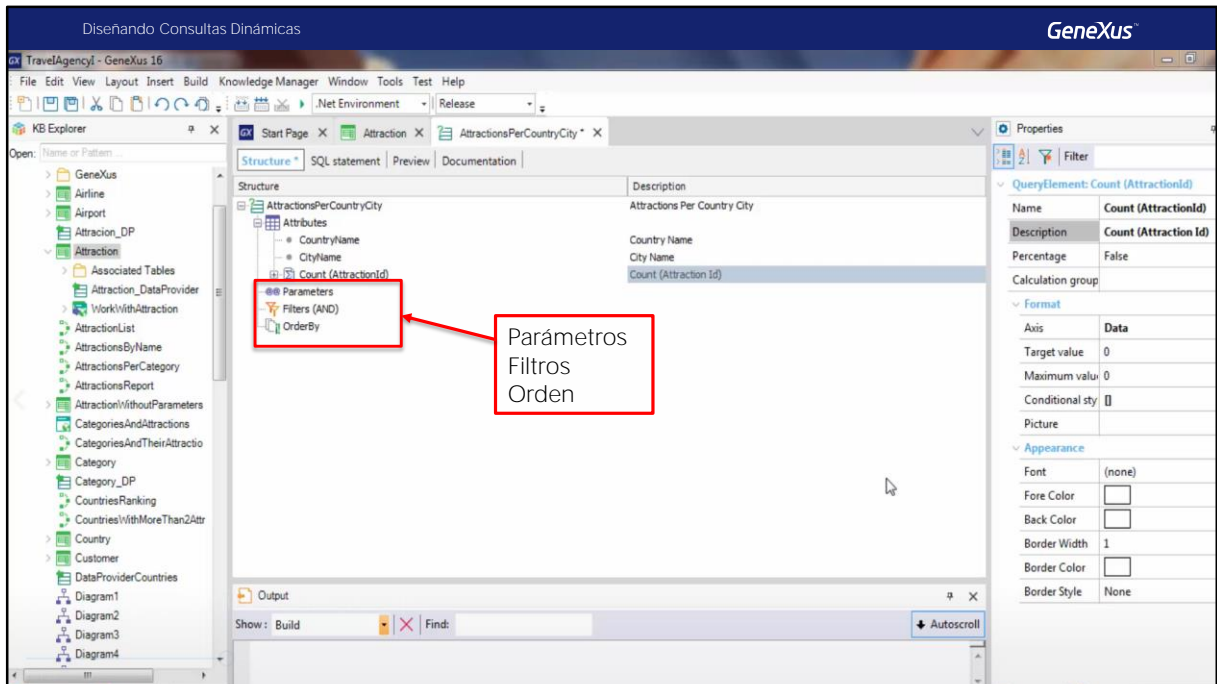 Diseñando Consultas Dinámicas
GeneXus™
GX TravelAgencyI - GeneXus 16
File Edit View Layout Insert Build Knowledge Manager Window Tools Test Help
.Net Environment Release
KB Explorer
Open: Name or Pattern ...
GeneXus
Airline
Airport
Attracion_DP
Attraction
Associated Tables
Attraction_DataProvider
WorkWithAttraction
AttractionList
AttractionsByName
AttractionsPerCategory
AttractionsReport
AttractionWithoutParameters
CategoriesAndAttractions
CategoriesAndTheirAttractio
Category
Category_DP
CountriesRanking
CountriesWithMoreThan2Attr
Country
Customer
DataProviderCountries
Diagram1
Diagram2
Diagram3
Diagram4
GX Start Page X Attraction X AttractionsPerCountryCity * X
Structure * SQL statement Preview Documentation
Structure Description
AttractionsPerCountryCity Attractions Per Country City
Attributes
CountryName Country Name
CityName City Name
Count (AttractionId) Count (Attraction Id)
Parameters
Filters (AND)
OrderBy
Parámetros
Filtros
Orden
Output
Show : Build Find: Autoscroll
Properties
Filter
QueryElement: Count (AttractionId)
Name Count (AttractionId)
Description Count (Attraction Id)
Percentage False
Calculation group
Format
Axis Data
Target value 0
Maximum valu 0
Conditional sty []
Picture
Appearance
Font (none)
Fore Color
Back Color
Border Width 1
Border Color
Border Style None